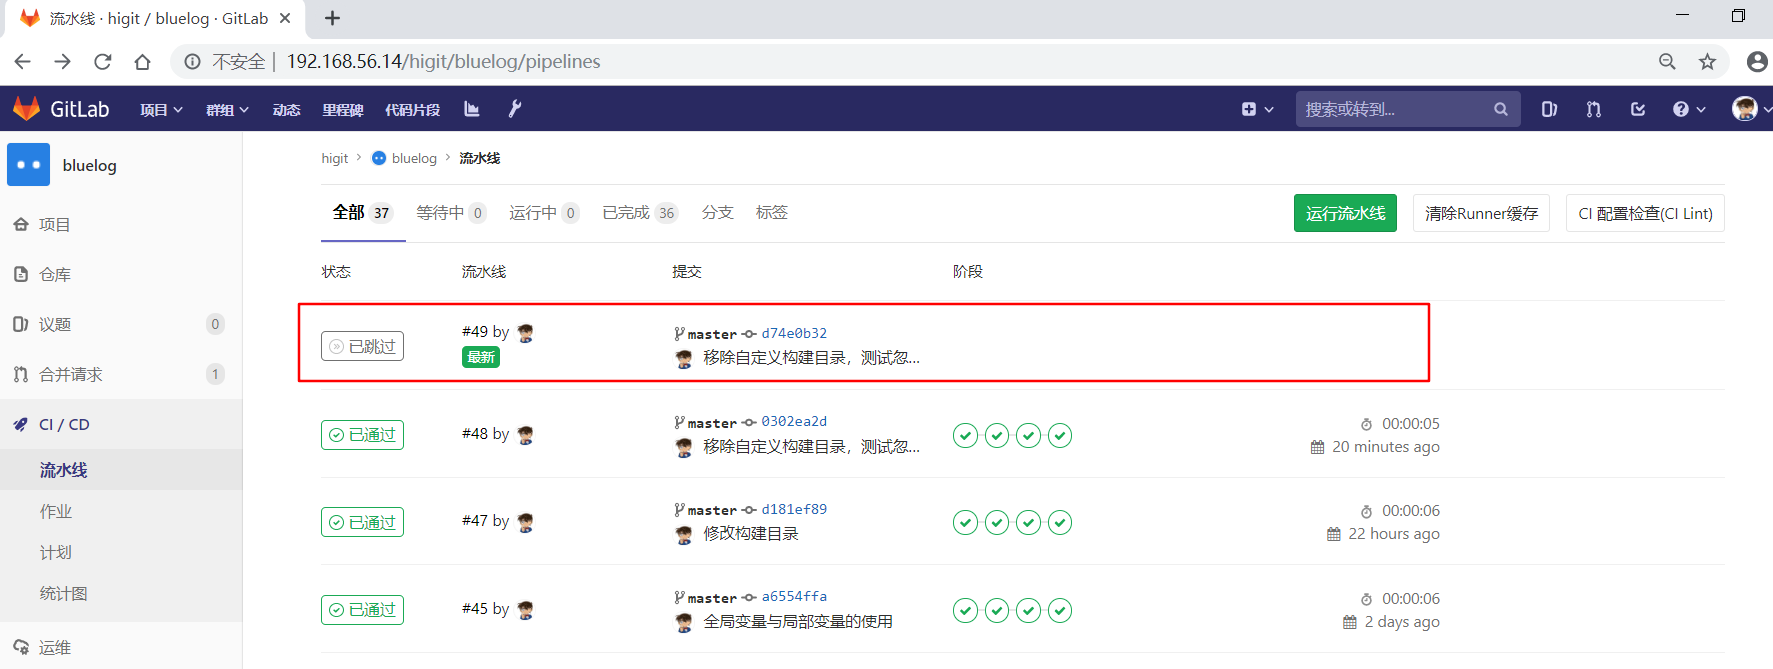 流水线 · higit / bluelog · GitLab
不安全 | 192.168.56.14/higit/bluelog/pipelines
GitLab 项目 群组 动态 里程碑 代码片段 搜索或转到...
bluelog
项目
仓库
议题 0
合并请求 1
CI / CD
流水线
作业
计划
统计图
运维
higit > bluelog > 流水线
全部 37 等待中 0 运行中 0 已完成 36 分支 标签 运行流水线 清除Runner缓存 CI 配置检查(CI Lint)
状态 流水线 提交 阶段
已跳过 #49 by master d74e0b32
最新 移除自定义构建目录，测试忽...
已通过 #48 by master 0302ea2d 00:00:05
移除自定义构建目录，测试忽... 20 minutes ago
已通过 #47 by master d181ef89 00:00:06
修改构建目录 22 hours ago
已通过 #45 by master a6554ffa 00:00:06
全局变量与局部变量的使用 2 days ago